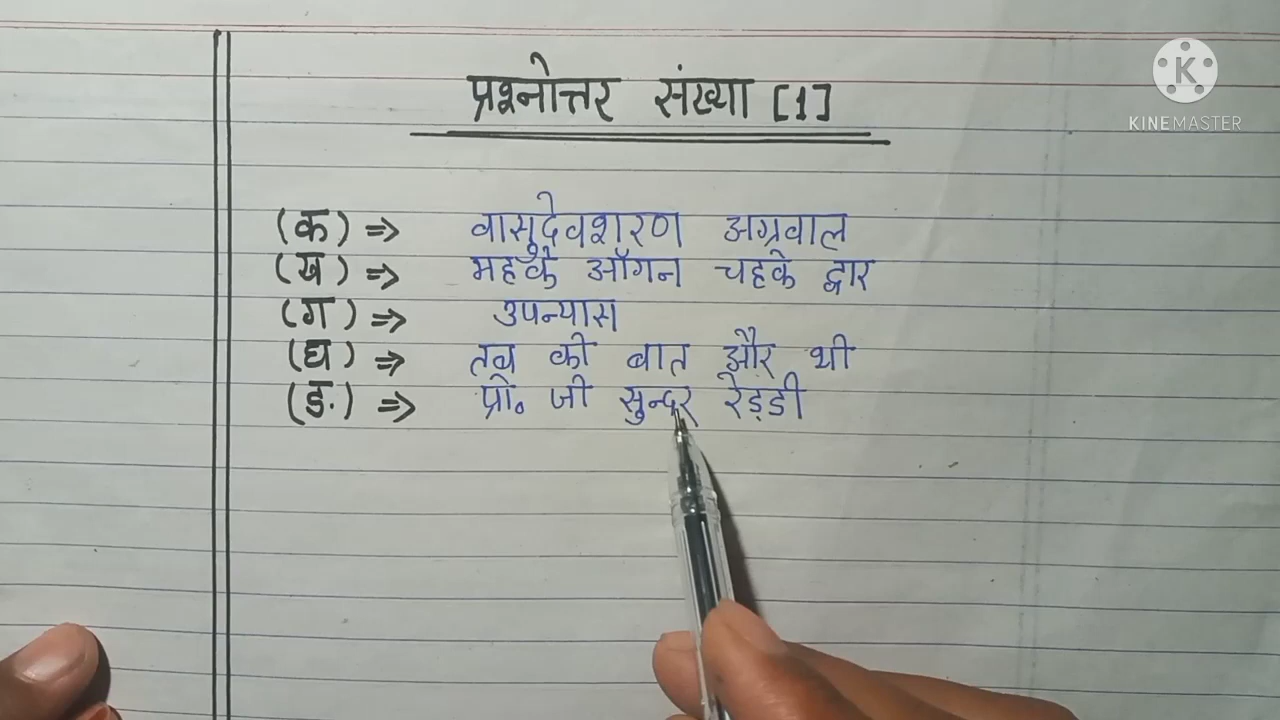 प्रश्नोत्तर संख्या [1]
(क) ⇒ वासुदेवशरण अग्रवाल
(ख) ⇒ महके आँगन चहके द्वार
(ग) ⇒ उपन्यास
(घ) ⇒ तब की बात और थी
(ङ) ⇒ प्रो० जी सुन्दर रेड्डी
KINEMASTER